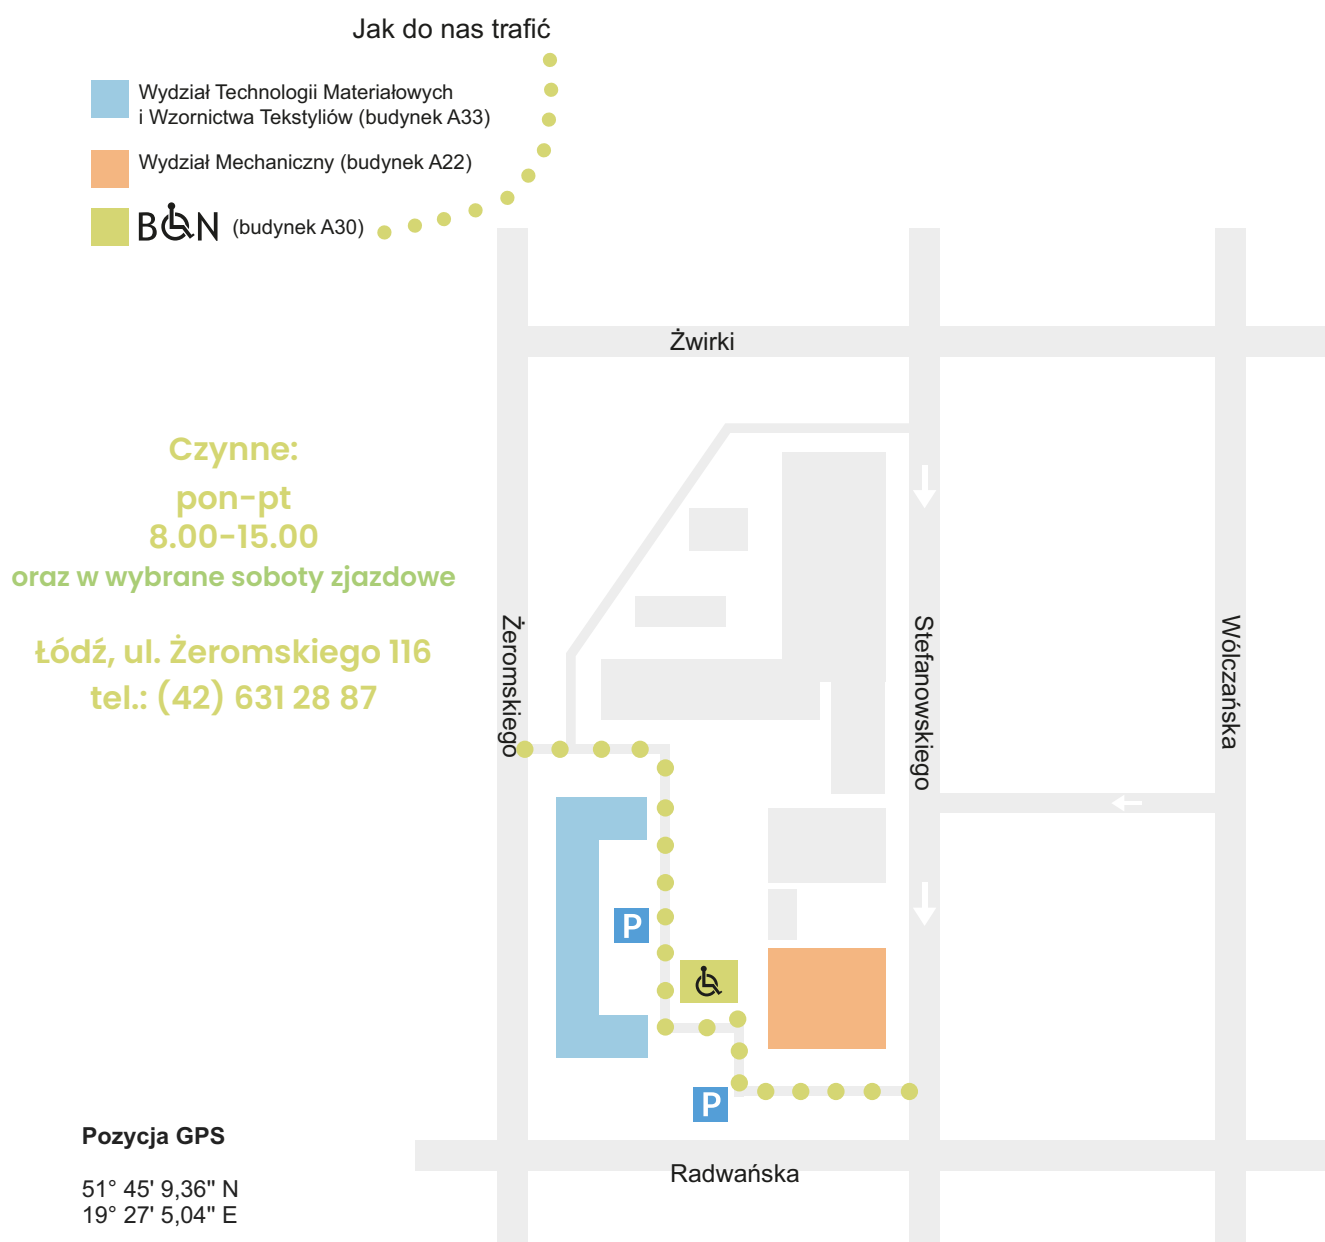 Jak do nas trafić
Wydział Technologii Materiałowych
i Wzornictwa Tekstyliów (budynek A33)
Wydział Mechaniczny (budynek A22)
BON (budynek A30)
Żwirki
Czynne:
pon-pt
8.00-15.00
oraz w wybrane soboty zjazdowe
Łódź, ul. Żeromskiego 116
tel.: (42) 631 28 87
Żeromskiego
Stefanowskiego
Wólczańska
P
P
Radwańska
Pozycja GPS
51° 45' 9,36" N
19° 27' 5,04" E